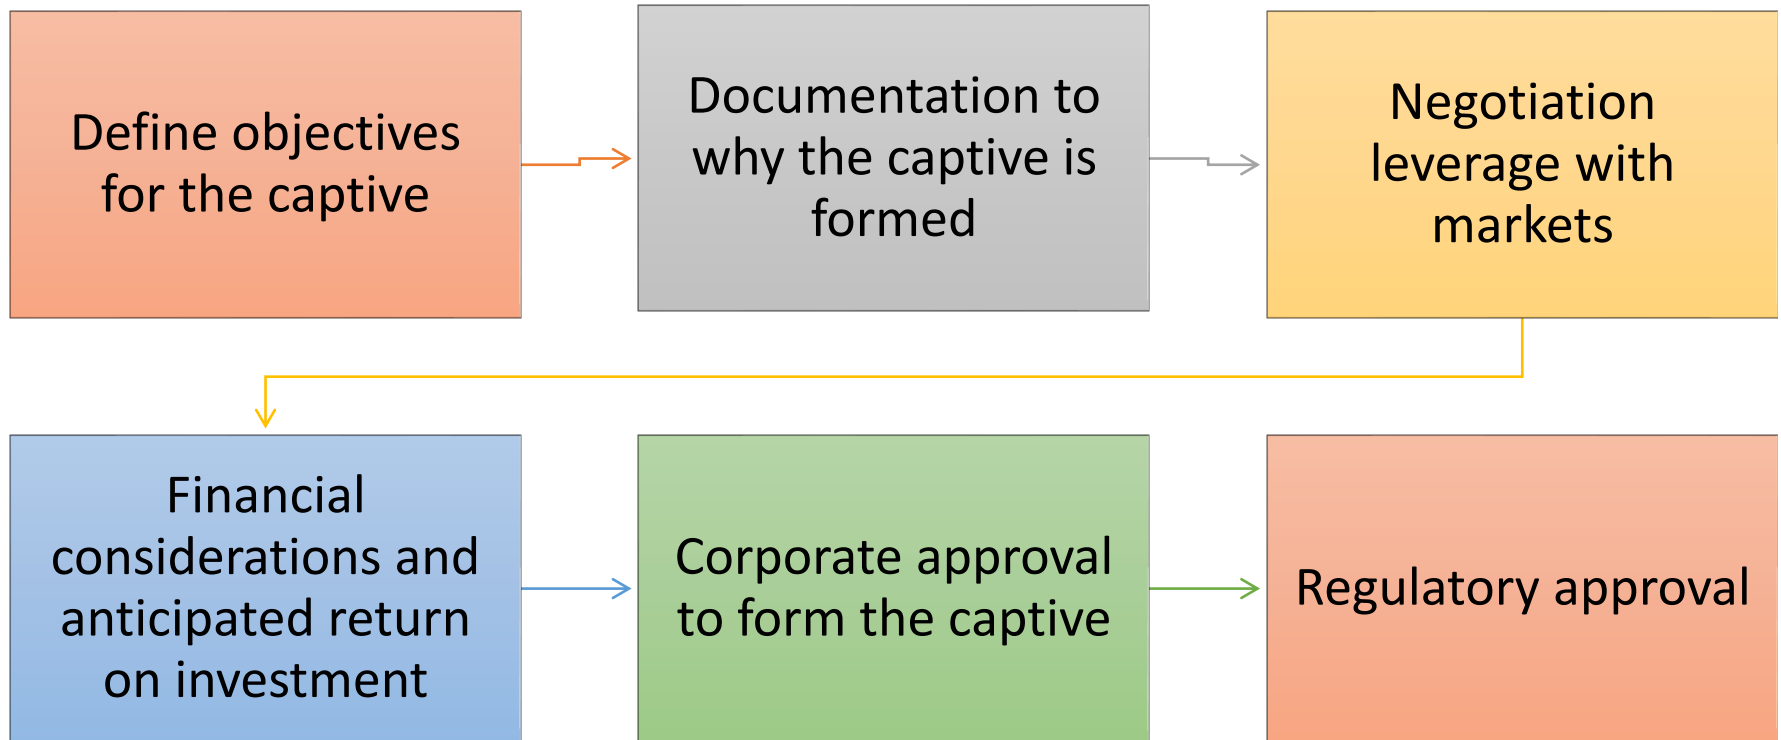 Define objectives
for the captive
Documentation to
why the captive is
formed
Negotiation
leverage with
markets
Financial
considerations and
anticipated return
on investment
Corporate approval
to form the captive
Regulatory approval